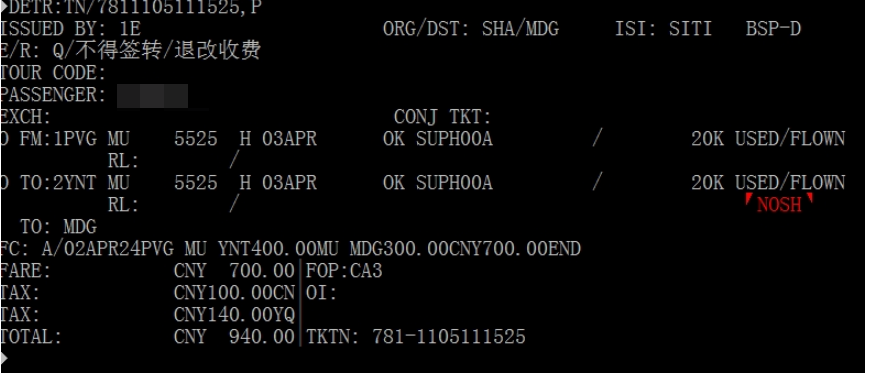 DETR:TN/7811105111525,P
ISSUED BY: 1E ORG/DST: SHA/MDG ISI: SITI BSP-D
E/R: Q/不得签转/退改收费
TOUR CODE:
PASSENGER:
EXCH: CONJ TKT:
O FM:1PVG MU 5525 H 03APR OK SUPH00A / 20K USED/FLOWN
RL: /
O TO:2YNT MU 5525 H 03APR OK SUPH00A / 20K USED/FLOWN
RL: / NOSH
TO: MDG
FC: A/02APR24PVG MU YNT400.00MU MDG300.00CNY700.00END
FARE: CNY 700.00|FOP:CA3
TAX: CNY100.00CN|OI:
TAX: CNY140.00YQ|
TOTAL: CNY 940.00|TKTN: 781-1105111525